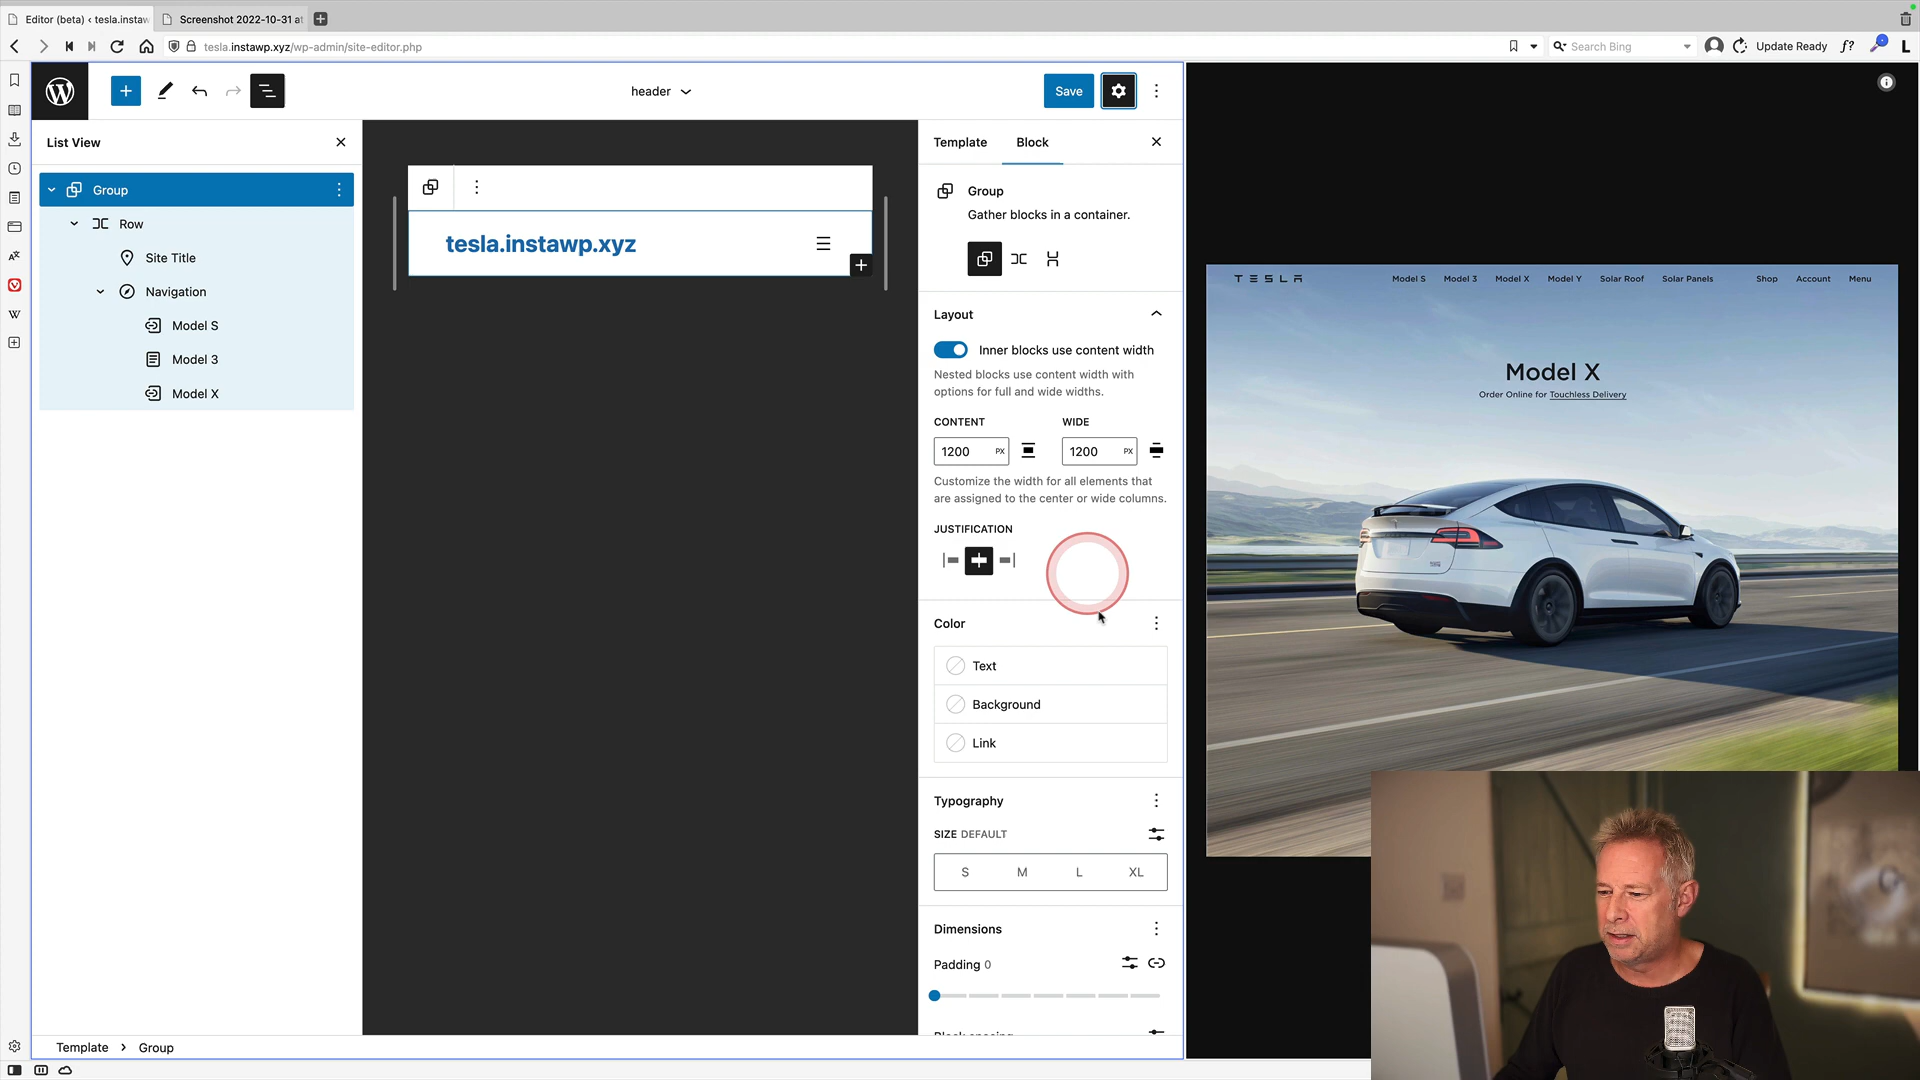 Editor (beta) ‹ tesla.instaw
Screenshot 2022-10-31 at
tesla.instawp.xyz/wp-admin/site-editor.php
Search Bing
Update Ready
f?
L
header
Save
List View
Group
Row
Site Title
Navigation
Model S
Model 3
Model X
tesla.instawp.xyz
Template
Block
Group
Gather blocks in a container.
Layout
Inner blocks use content width
Nested blocks use content width with
options for full and wide widths.
CONTENT
WIDE
1200 PX
1200 PX
Customize the width for all elements that
are assigned to the center or wide columns.
JUSTIFICATION
Color
Text
Background
Link
Typography
SIZE DEFAULT
S M L XL
Dimensions
Padding 0
Block spacing
Template > Group
TESLA
Model S Model 3 Model X Model Y Solar Roof Solar Panels Shop Account Menu
Model X
Order Online for Touchless Delivery